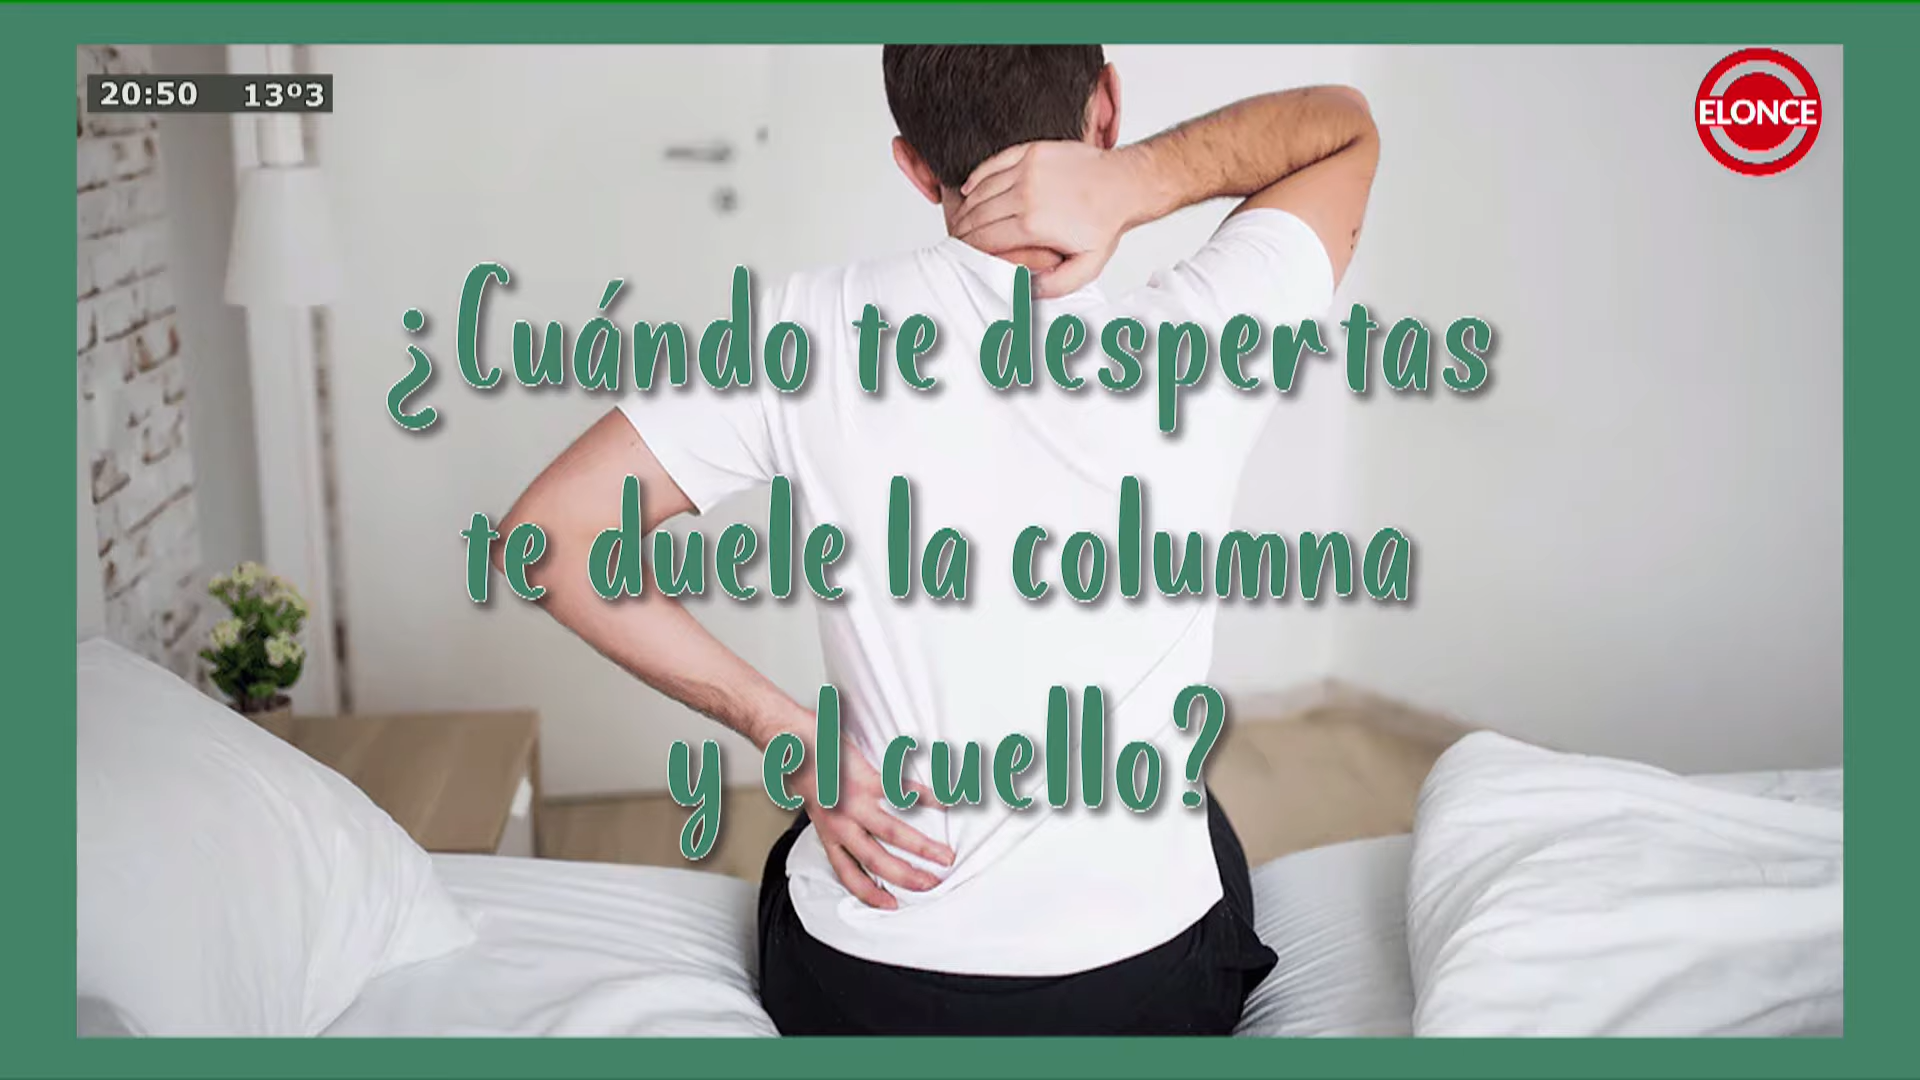 20:50 13º3
ELONCE
¿Cuándo te despertas
te duele la columna
y el cuello?